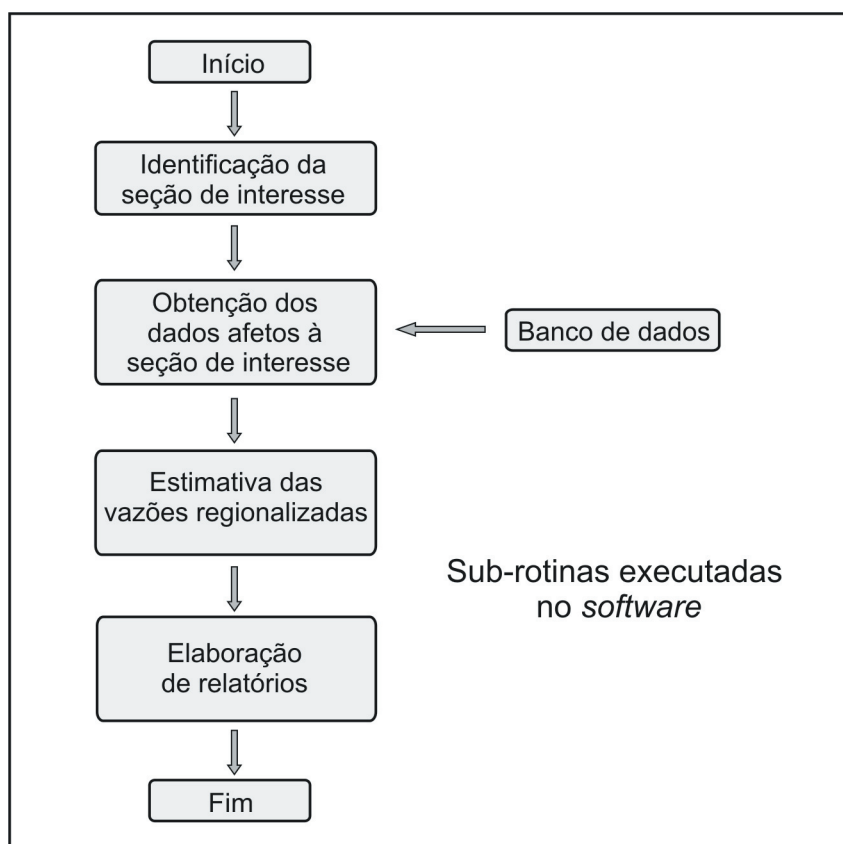 Início
Identificação da
seção de interesse
Obtenção dos
dados afetos à
seção de interesse
Banco de dados
Estimativa das
vazões regionalizadas
Sub-rotinas executadas
no software
Elaboração
de relatórios
Fim